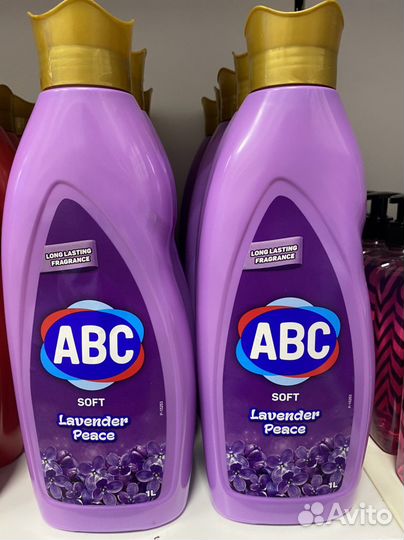 LONG LASTING
FRAGRANCE
ABC
SOFT
Lavender
Peace
1L
LONG LASTING
FRAGRANCE
ABC
SOFT
Lavender
Peace
1L
Avito